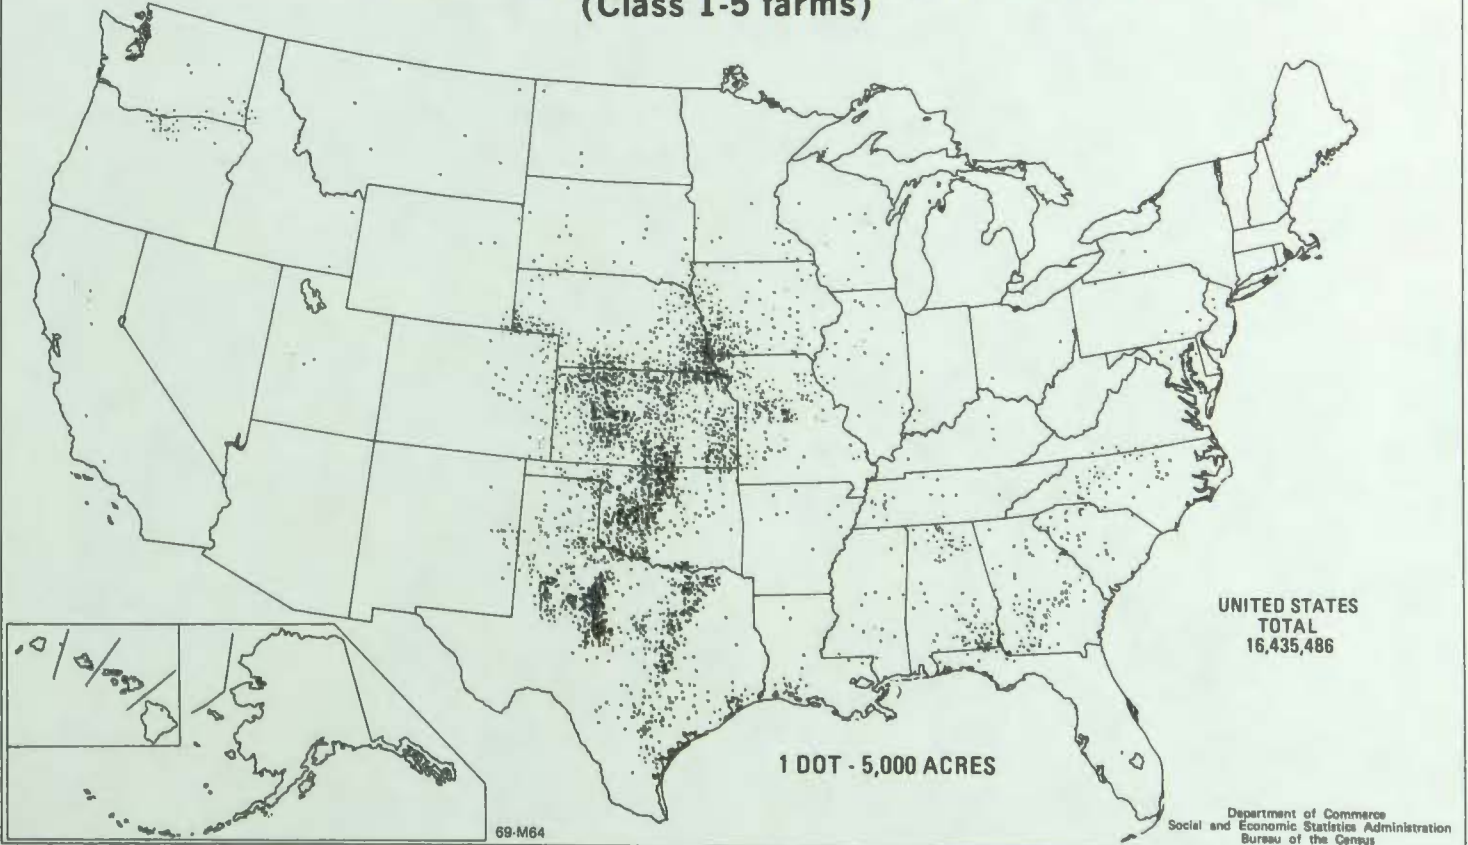 (Class 1-5 farms)
UNITED STATES
TOTAL
16,435,486
1 DOT - 5,000 ACRES
69-M64
Department of Commerce
Social and Economic Statistics Administration
Bureau of the Census